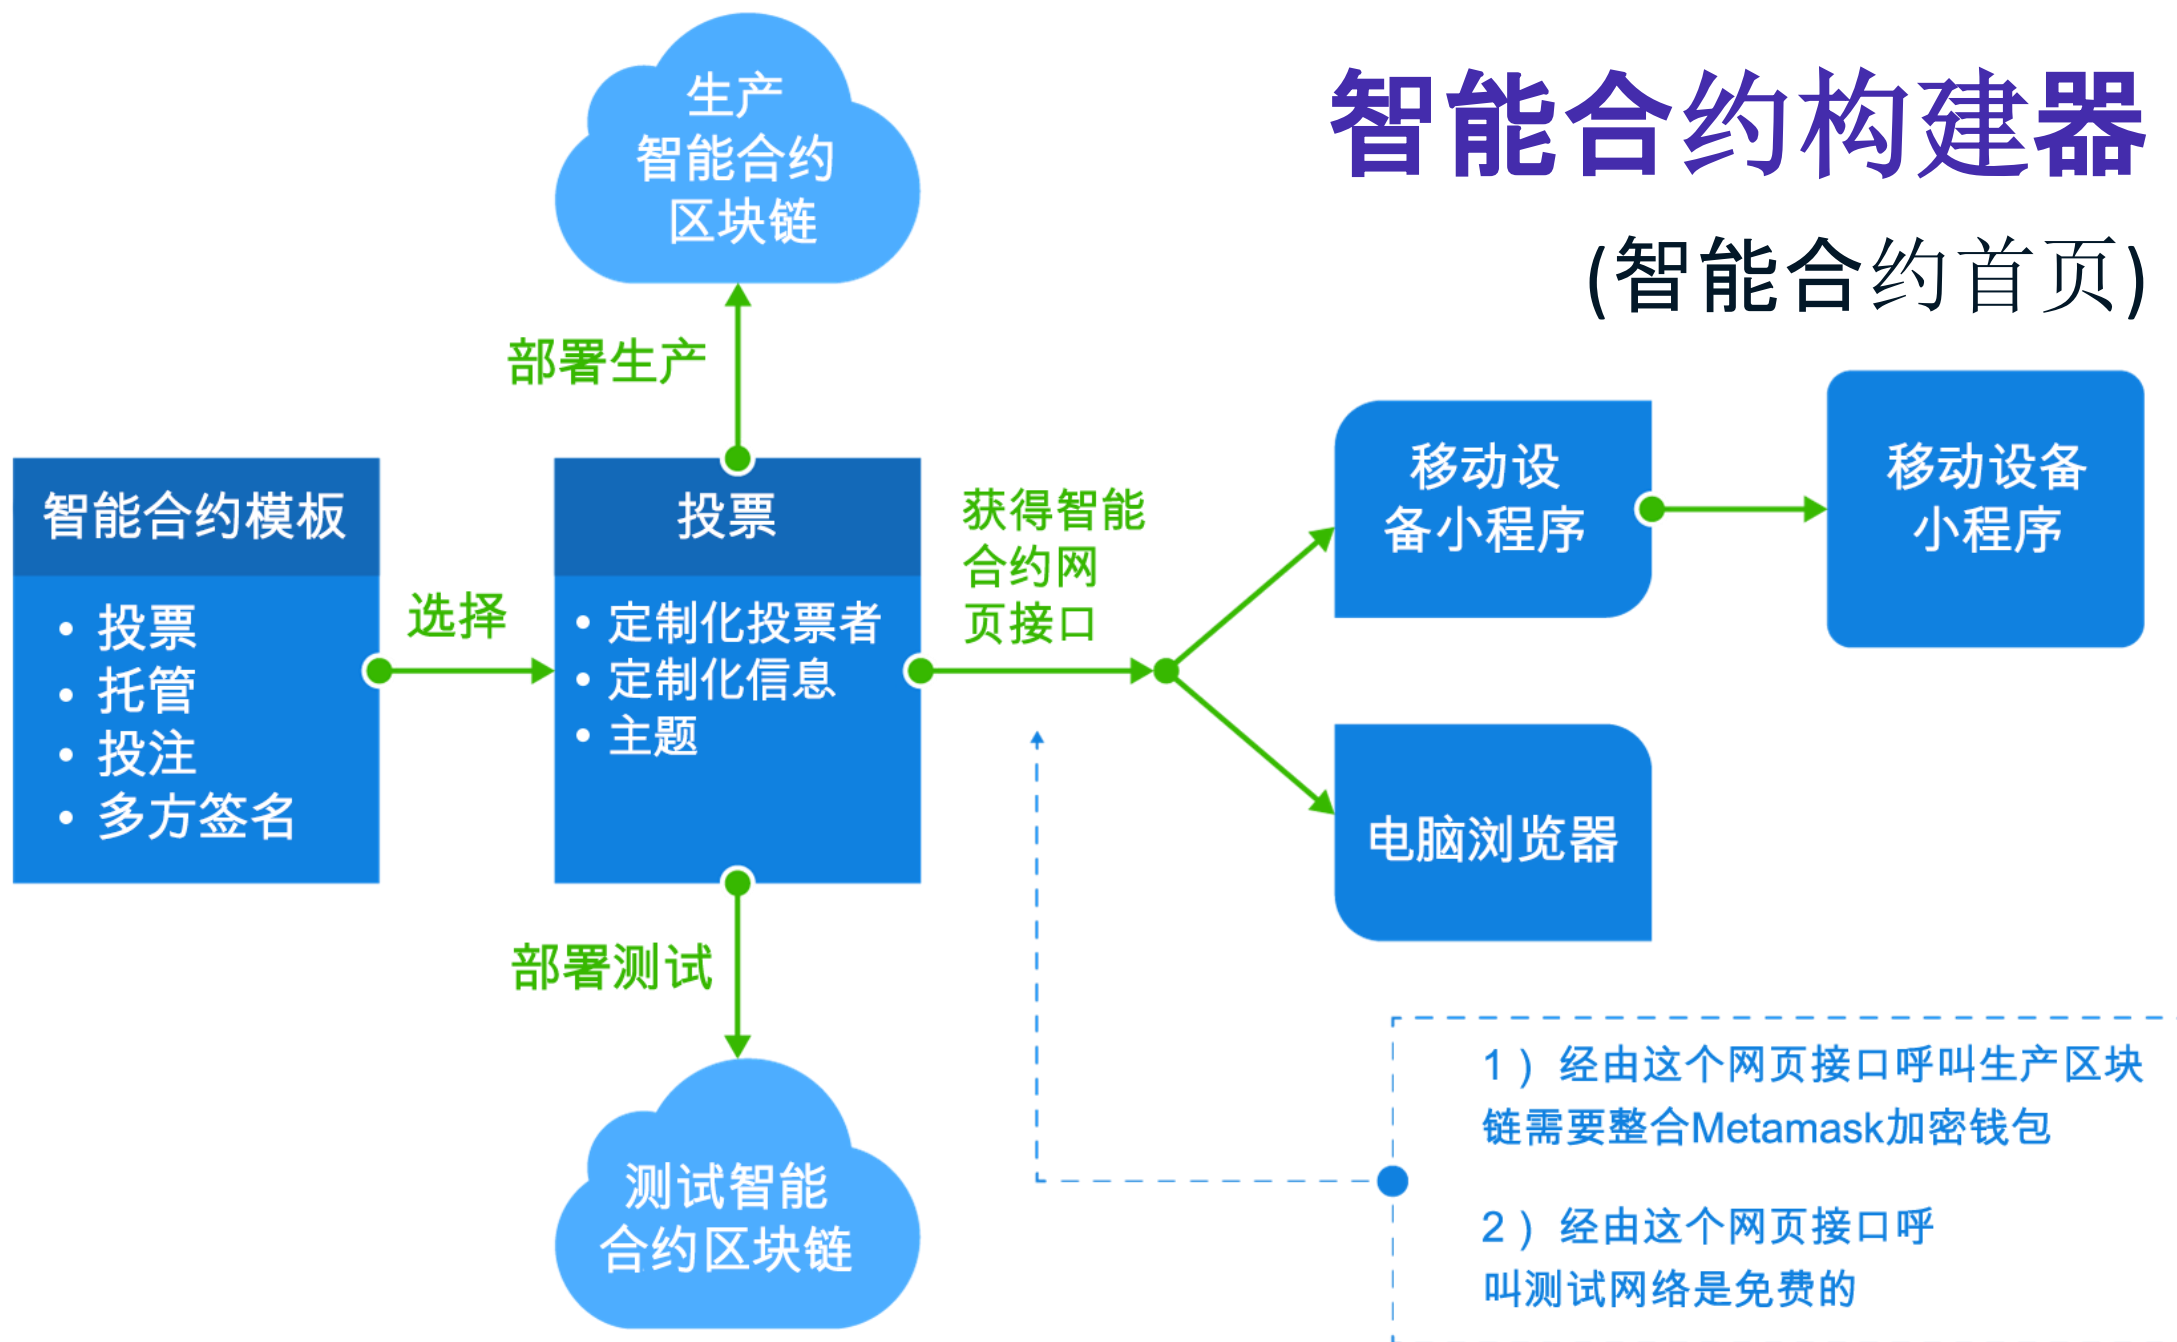 生产
智能合约
区块链
智能合约构建器
(智能合约首页)
部署生产
智能合约模板
• 投票
• 托管
• 投注
• 多方签名
选择
投票
• 定制化投票者
• 定制化信息
• 主题
获得智能
合约网
页接口
移动设
备小程序
移动设备
小程序
电脑浏览器
部署测试
测试智能
合约区块链
1） 经由这个网页接口呼叫生产区块
链需要整合Metamask加密钱包
2） 经由这个网页接口呼
叫测试网络是免费的